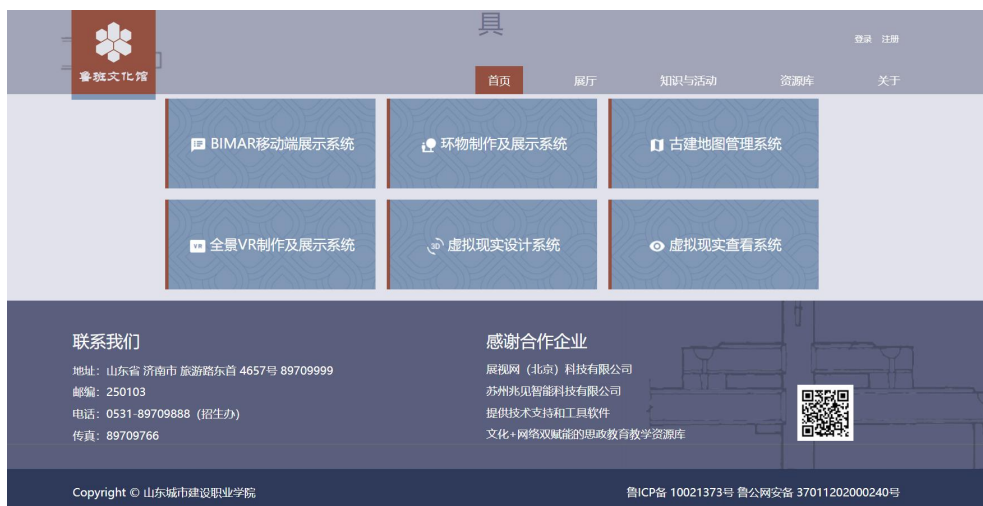 具
鲁班文化馆
登录 注册
首页 展厅 知识与活动 资源库 关于
BIMAR移动端展示系统
环物制作及展示系统
古建地图管理系统
VR 全景VR制作及展示系统
3D 虚拟现实设计系统
虚拟现实查看系统
联系我们
地址：山东省 济南市 旅游路东首 4657号 89709999
邮编：250103
电话：0531-89709888（招生办）
传真：89709766
感谢合作企业
展视网（北京）科技有限公司
苏州兆见智能科技有限公司
提供技术支持和工具软件
文化+网络双赋能的思政教育教学资源库
Copyright © 山东城市建设职业学院
鲁ICP备 10021373号 鲁公网安备 37011202000240号